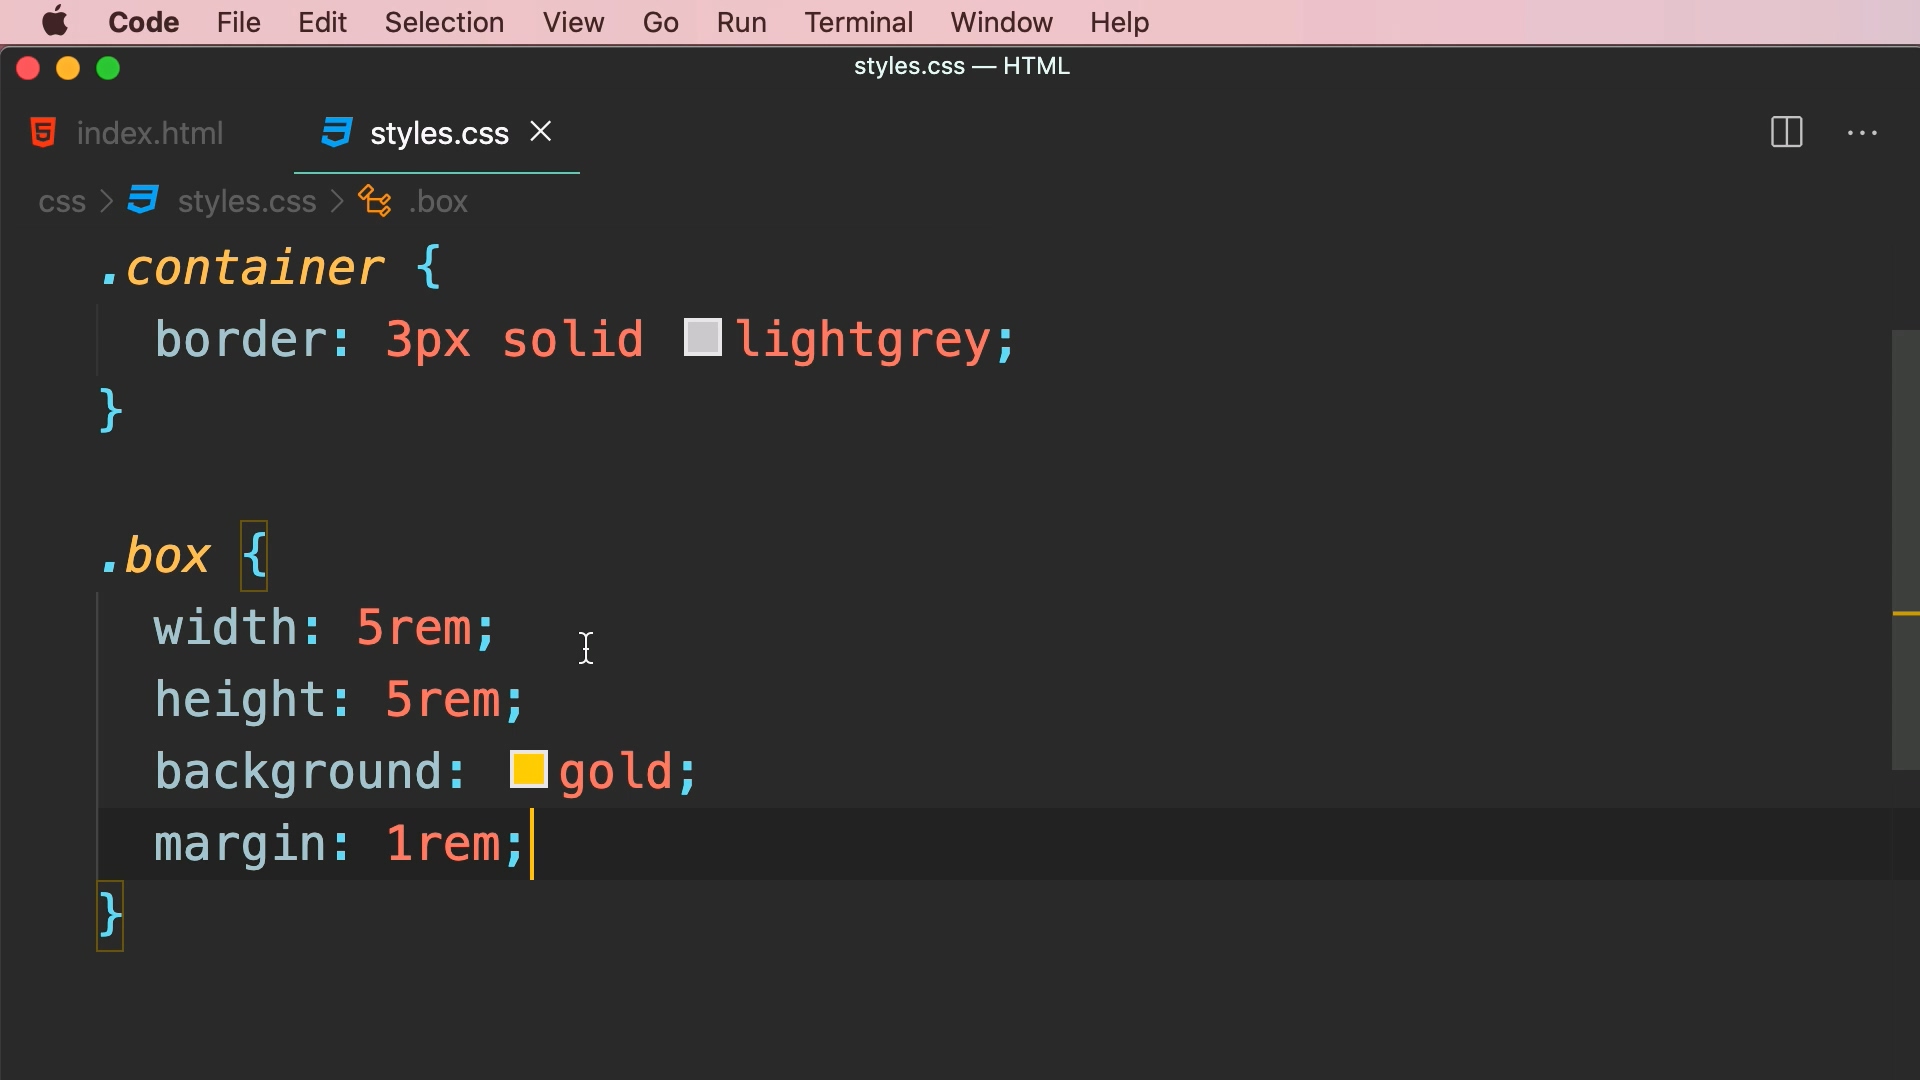 Code File Edit Selection View Go Run Terminal Window Help
styles.css — HTML
index.html styles.css
css > styles.css > .box
.container {
border: 3px solid lightgrey;
}
.box {
width: 5rem;
height: 5rem;
background: gold;
margin: 1rem;
}